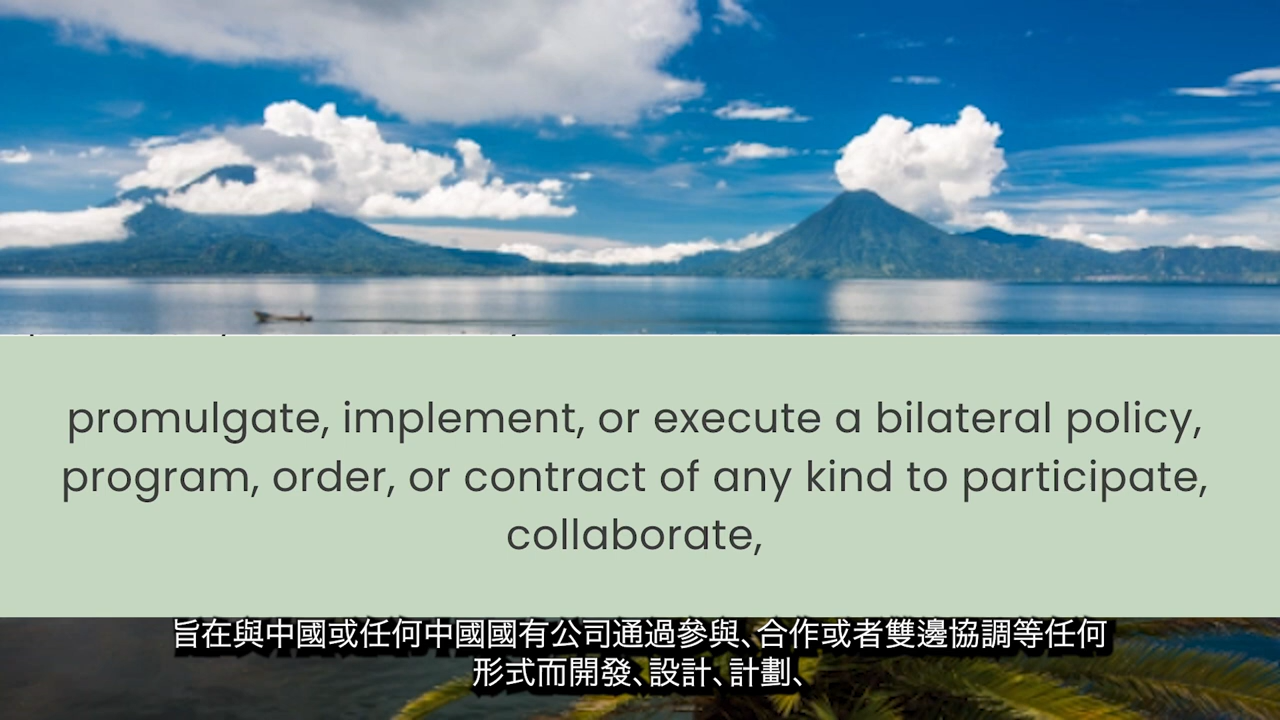 promulgate, implement, or execute a bilateral policy,
program, order, or contract of any kind to participate,
collaborate,
旨在與中國或任何中國國有公司通過參與、合作或者雙邊協調等任何
形式而開發、設計、計劃、